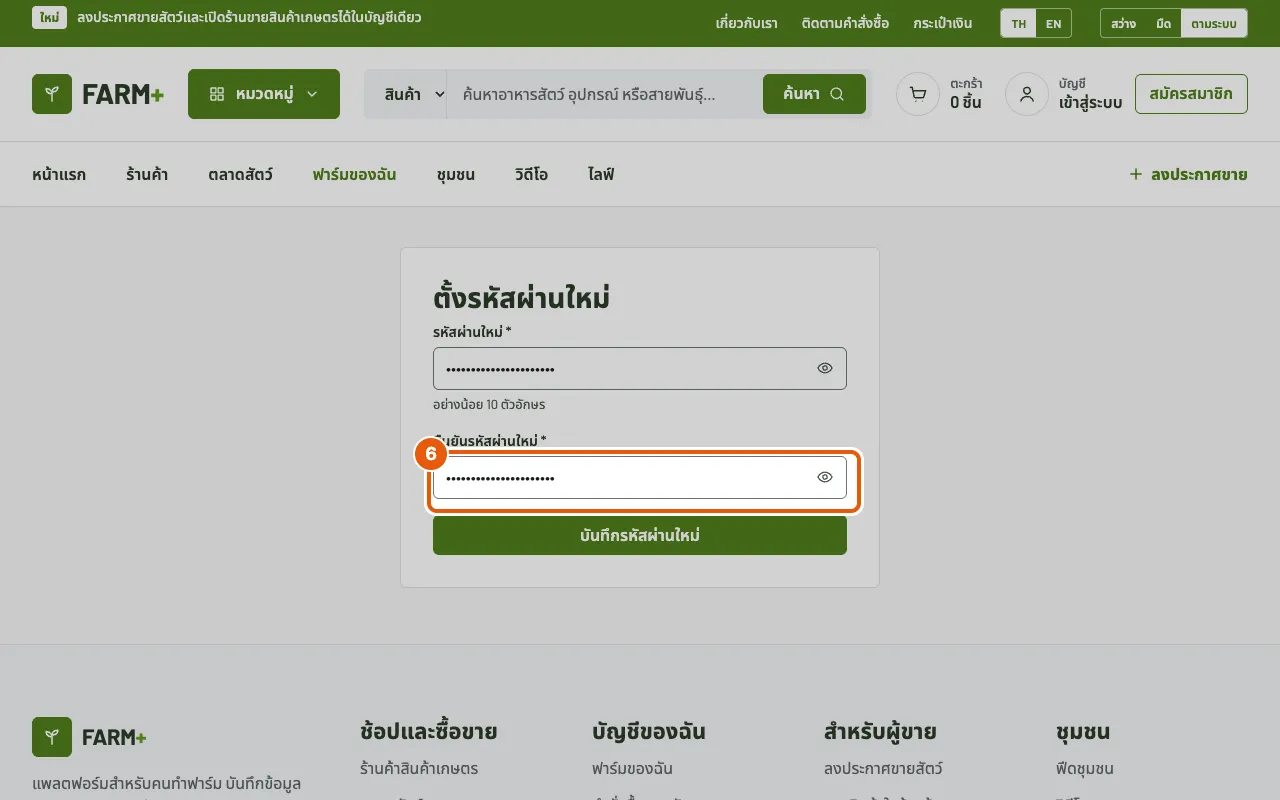 ใหม่ ลงประกาศขายสัตว์และเปิดร้านขายสินค้าเกษตรได้ในบัญชีเดียว
เกี่ยวกับเรา ติดตามคำสั่งซื้อ กระเป๋าเงิน TH EN สว่าง มืด ตามระบบ
FARM+ หมวดหมู่ สินค้า ค้นหาอาหารสัตว์ อุปกรณ์ หรือสายพันธุ์... ค้นหา
ตะกร้า
0 ชิ้น
บัญชี
เข้าสู่ระบบ
สมัครสมาชิก
หน้าแรก ร้านค้า ตลาดสัตว์ ฟาร์มของฉัน ชุมชน วิดีโอ ไลฟ์ + ลงประกาศขาย
ตั้งรหัสผ่านใหม่
รหัสผ่านใหม่ *
••••••••••••••••••••••
อย่างน้อย 10 ตัวอักษร
ยันรหัสผ่านใหม่ *
6
••••••••••••••••••••••
บันทึกรหัสผ่านใหม่
FARM+
แพลตฟอร์มสำหรับคนทำฟาร์ม บันทึกข้อมูล
ช้อปและซื้อขาย
ร้านค้าสินค้าเกษตร
บัญชีของฉัน
ฟาร์มของฉัน
สำหรับผู้ขาย
ลงประกาศขายสัตว์
ชุมชน
ฟีดชุมชน